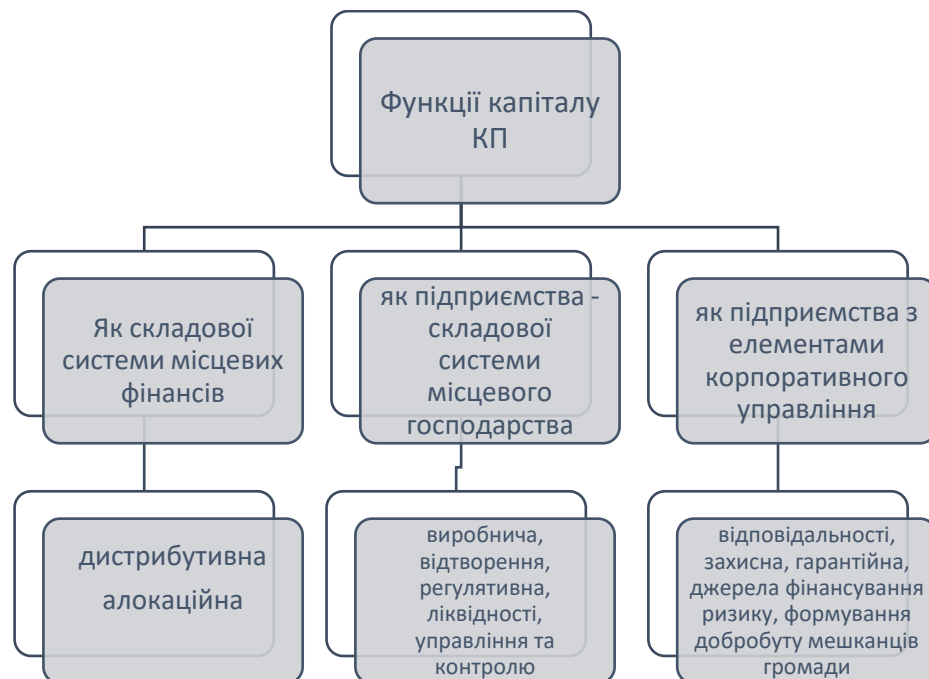 Функції капіталу
КП
Як складової
системи місцевих
фінансів
як підприємства -
складової
системи
місцевого
господарства
як підприємства з
елементами
корпоративного
управління
дистрибутивна
алокаційна
виробнича,
відтворення,
регулятивна,
ліквідності,
управління та
контролю
відповідальності,
захисна, гарантійна,
джерела фінансування
ризику, формування
добробуту мешканців
громади